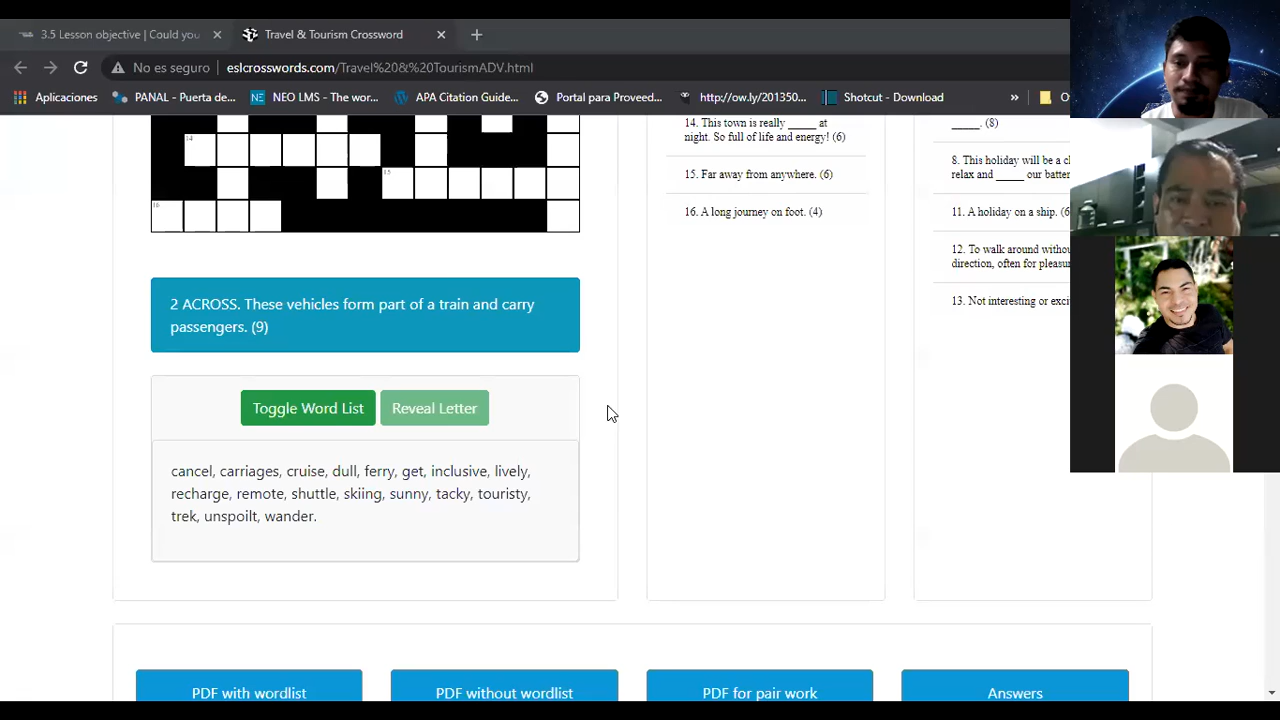 3.5 Lesson objective | Could you
Travel & Tourism Crossword
No es seguro
eslcrosswords.com/Travel%20&%20TourismADV.html
Aplicaciones
PANAL - Puerta de...
NEO LMS - The wor...
APA Citation Guide...
Portal para Proveed...
http://ow.ly/201350...
Shotcut - Download
»
14
15
16
14. This town is really _____ at
night. So full of life and energy! (6)
15. Far away from anywhere. (6)
16. A long journey on foot. (4)
_____. (8)
8. This holiday will be a
relax and _____ our batter
11. A holiday on a ship. (6
12. To walk around withou
direction, often for pleasu
13. Not interesting or exci
2 ACROSS. These vehicles form part of a train and carry
passengers. (9)
Toggle Word List
Reveal Letter
cancel, carriages, cruise, dull, ferry, get, inclusive, lively,
recharge, remote, shuttle, skiing, sunny, tacky, touristy,
trek, unspoilt, wander.
PDF with wordlist
PDF without wordlist
PDF for pair work
Answers